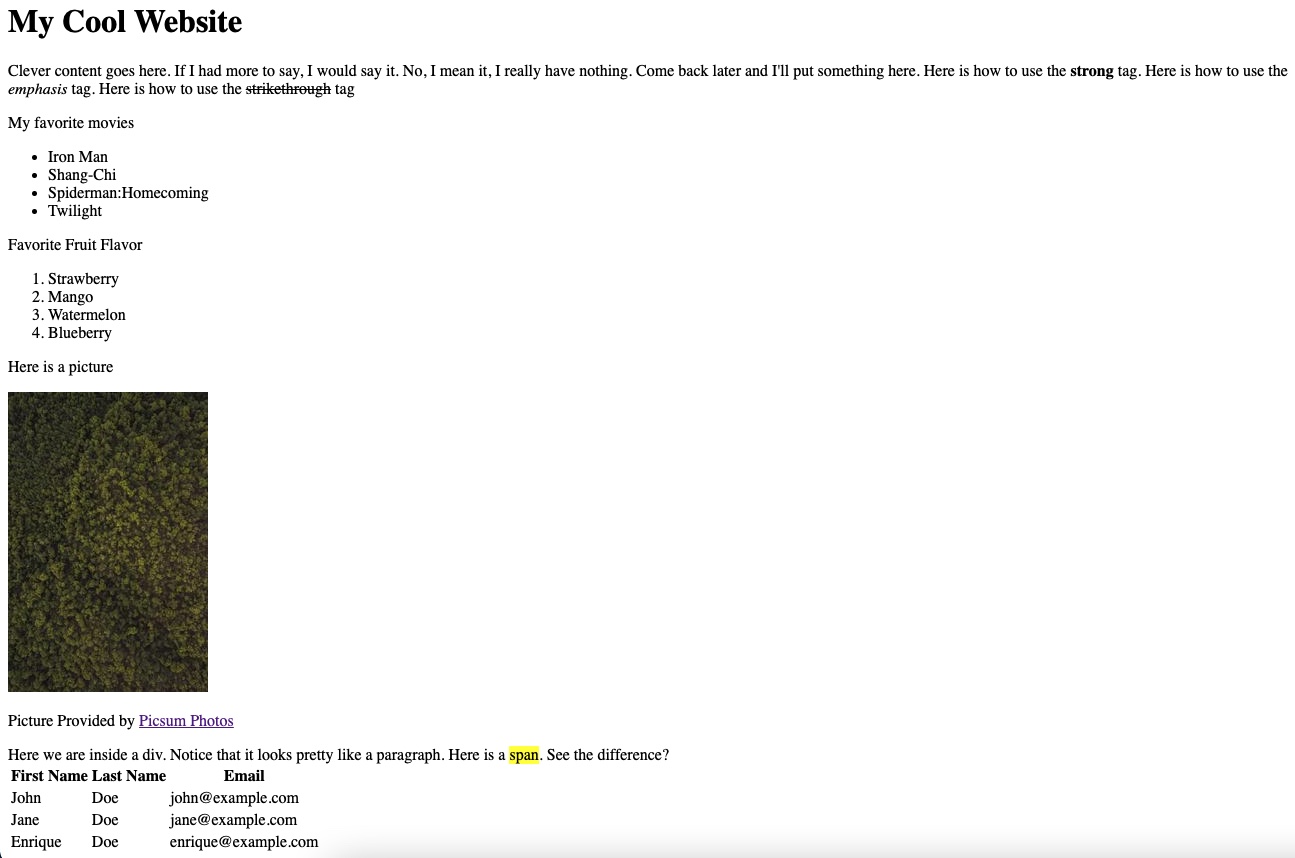 My Cool Website
Clever content goes here. If I had more to say, I would say it. No, I mean it, I really have nothing. Come back later and I'll put something here. Here is how to use the strong tag. Here is how to use the
emphasis tag. Here is how to use the strikethrough tag
My favorite movies
• Iron Man
• Shang-Chi
• Spiderman:Homecoming
• Twilight
Favorite Fruit Flavor
1. Strawberry
2. Mango
3. Watermelon
4. Blueberry
Here is a picture
Picture Provided by Picsum Photos
Here we are inside a div. Notice that it looks pretty like a paragraph. Here is a span. See the difference?
First Name Last Name Email
John Doe john@example.com
Jane Doe jane@example.com
Enrique Doe enrique@example.com